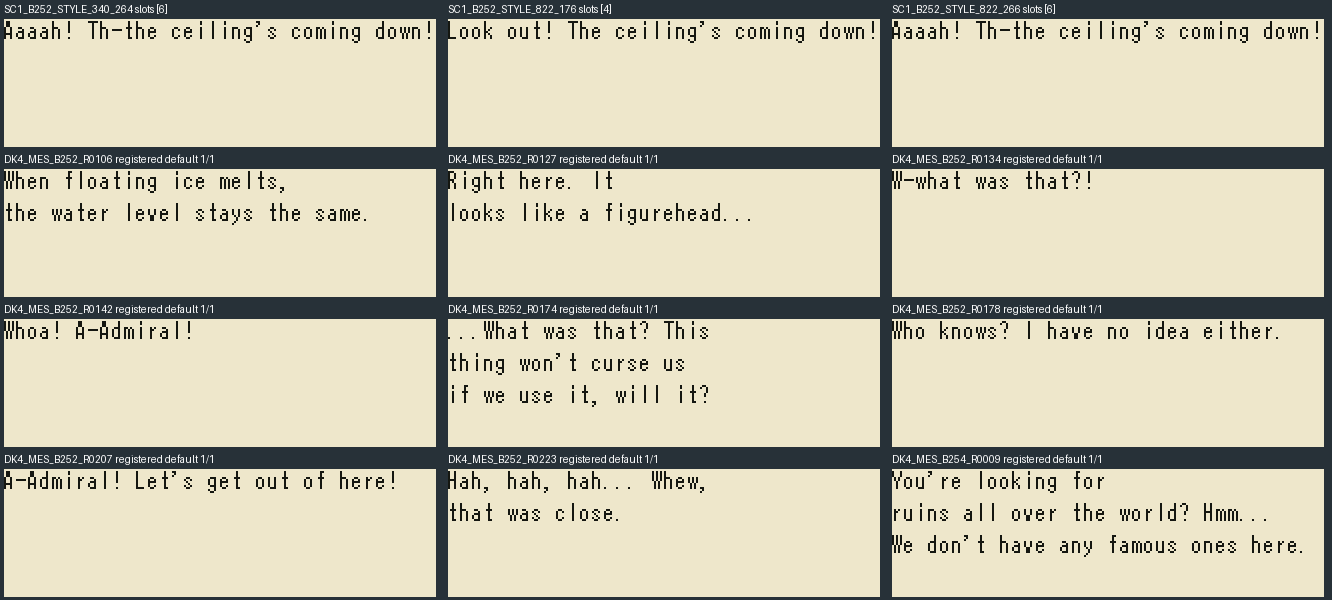 SC1_B252_STYLE_340_264 slots [6]
Aaaah! Th-the ceiling's coming down!
SC1_B252_STYLE_822_176 slots [4]
Look out! The ceiling's coming down!
SC1_B252_STYLE_822_266 slots [6]
Aaaah! Th-the ceiling's coming down!
DK4_MES_B252_R0106 registered default 1/1
When floating ice melts,
the water level stays the same.
DK4_MES_B252_R0127 registered default 1/1
Right here. It
looks like a figurehead...
DK4_MES_B252_R0134 registered default 1/1
W-what was that?!
DK4_MES_B252_R0142 registered default 1/1
Whoa! A-Admiral!
DK4_MES_B252_R0174 registered default 1/1
...What was that? This
thing won't curse us
if we use it, will it?
DK4_MES_B252_R0178 registered default 1/1
Who knows? I have no idea either.
DK4_MES_B252_R0207 registered default 1/1
A-Admiral! Let's get out of here!
DK4_MES_B252_R0223 registered default 1/1
Hah, hah, hah... Whew,
that was close.
DK4_MES_B254_R0009 registered default 1/1
You're looking for
ruins all over the world? Hmm...
We don't have any famous ones here.